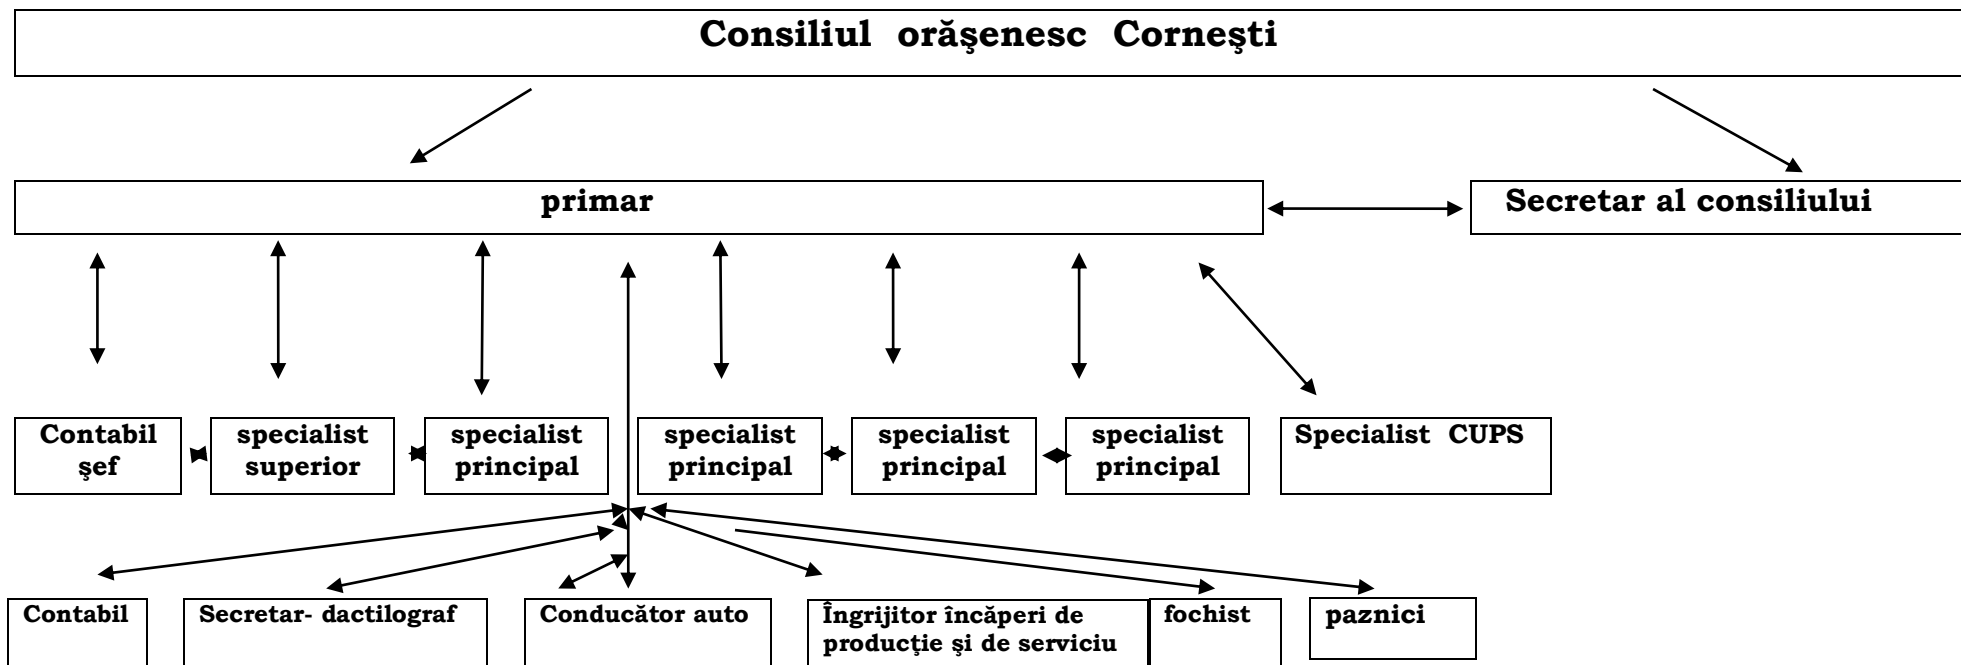 Consiliul orăşenesc Corneşti
primar
Secretar al consiliului
Contabil
şef
specialist
superior
specialist
principal
specialist
principal
specialist
principal
specialist
principal
Specialist CUPS
Contabil
Secretar- dactilograf
Conducător auto
Îngrijitor încăperi de
producţie şi de serviciu
fochist
paznici